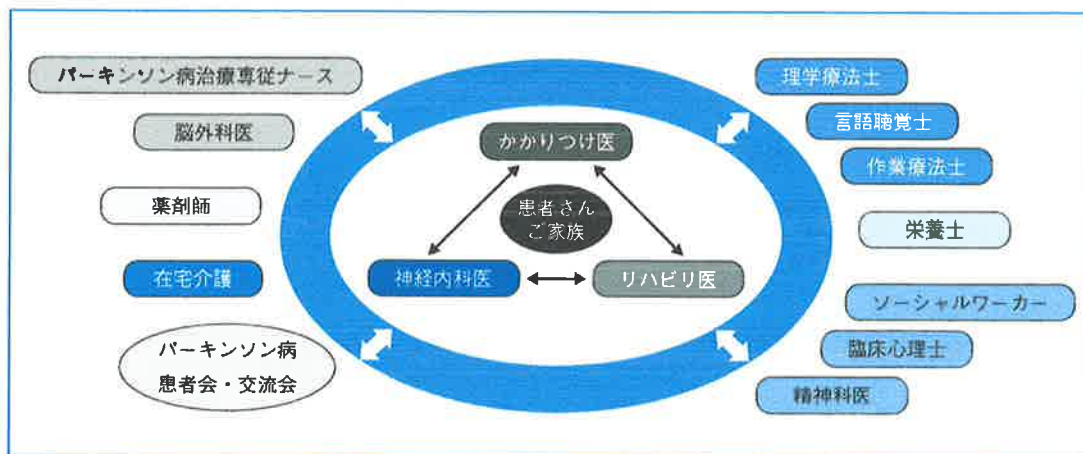 パーキンソン病治療専従ナース
脳外科医
薬剤師
在宅介護
パーキンソン病
患者会・交流会
かかりつけ医
患者さん
ご家族
神経内科医
リハビリ医
理学療法士
言語聴覚士
作業療法士
栄養士
ソーシャルワーカー
臨床心理士
精神科医